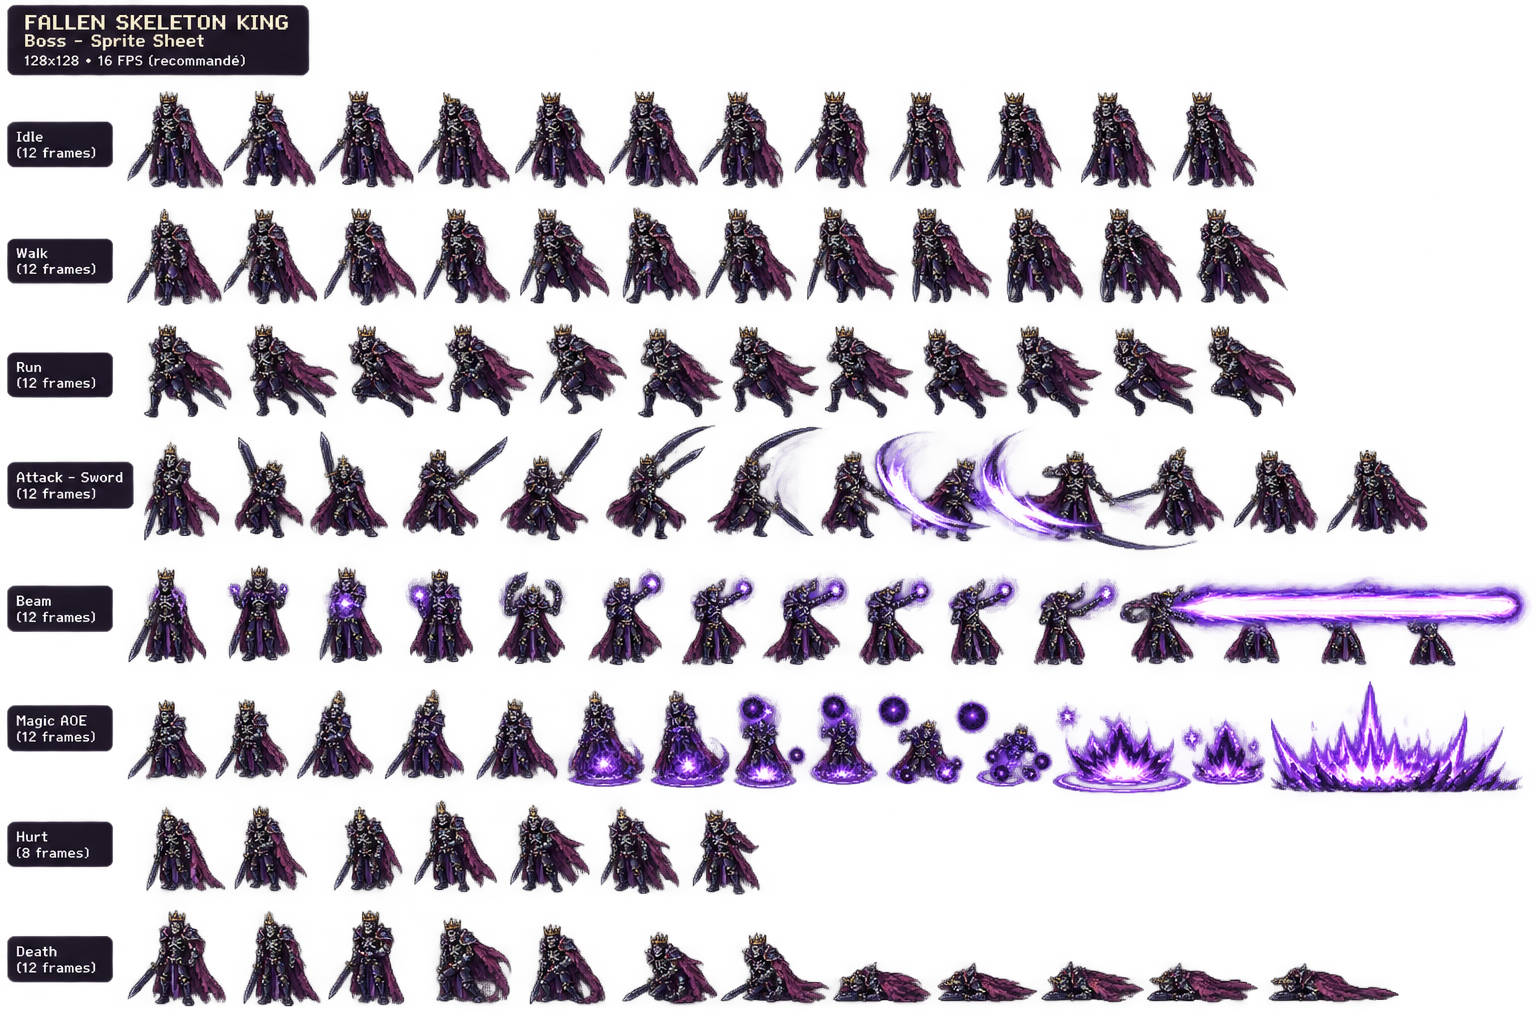 FALLEN SKELETON KING
Boss - Sprite Sheet
128x128 • 16 FPS (recommandé)
Idle
(12 frames)
Walk
(12 frames)
Run
(12 frames)
Attack - Sword
(12 frames)
Beam
(12 frames)
Magic AOE
(12 frames)
Hurt
(8 frames)
Death
(12 frames)